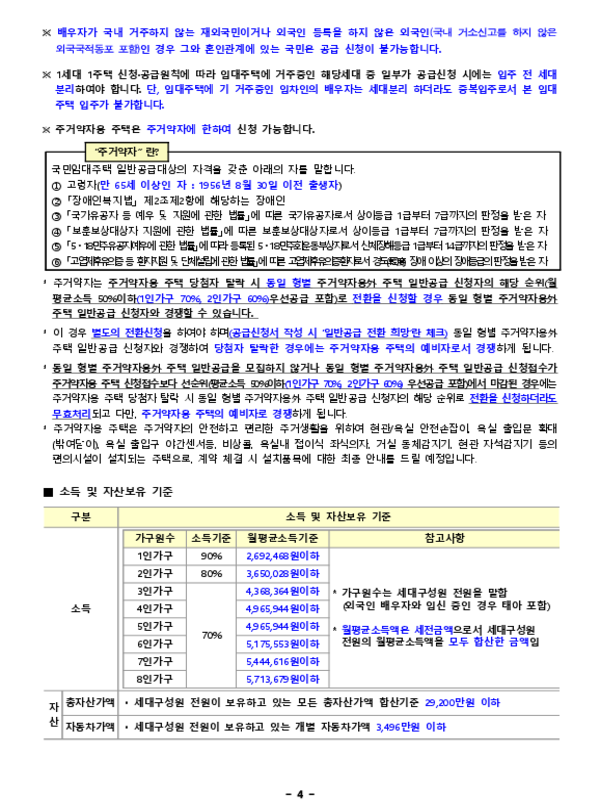 ※ 배우자가 국내 거주하지 않는 재외국민이거나 외국인 등록을 하지 않은 외국인(국내 거소신고를 하지 않은
외국국적동포 포함)인 경우 그와 혼인관계에 있는 국민은 공급 신청이 불가능합니다.
※ 1세대 1주택 신청·공급원칙에 따라 임대주택에 거주중인 해당세대 중 일부가 공급신청 시에는 입주 전 세대
분리하여야 합니다. 단, 임대주택에 기 거주중인 임차인의 배우자는 세대분리 하더라도 중복입주로서 본 임대
주택 입주가 불가합니다.
※ 주거약자용 주택은 주거약자에 한하여 신청 가능합니다.
“주거약자” 란?
국민임대주택 일반공급대상의 자격을 갖춘 아래의 자를 말합니다.
① 고령자(만 65세 이상인 자 : 1956년 8월 30일 이전 출생자)
② 「장애인복지법」 제2조제2항에 해당하는 장애인
③ 「국가유공자 등 예우 및 지원에 관한 법률」에 따른 국가유공자로서 상이등급 1급부터 7급까지의 판정을 받은 자
④ 「보훈보상대상자 지원에 관한 법률」에 따른 보훈보상대상자로서 상이등급 1급부터 7급까지의 판정을 받은 자
⑤ 「5·18민주유공자예우에 관한 법률」에 따라 등록된 5·18민주화운동부상자로서 신체장해등급 1급부터 14급까지의 판정을 받은 자
⑥ 「고엽제후유의증 등 환자지원 및 단체설립에 관한 법률」에 따른 고엽제후유의증환자로서 경도(輕度) 장애 이상의 장애등급의 판정을 받은 자
* 주거약자는 주거약자용 주택 당첨자 탈락 시 동일 형별 주거약자용外 주택 일반공급 신청자의 해당 순위(월
평균소득 50%이하(1인가구 70%, 2인가구 60%)우선공급 포함)로 전환을 신청할 경우 동일 형별 주거약자용外
주택 일반공급 신청자와 경쟁할 수 있습니다.
* 이 경우 별도의 전환신청을 하여야 하며(공급신청서 작성 시 ‘일반공급 전환 희망’란 체크) 동일 형별 주거약자용外
주택 일반공급 신청자와 경쟁하여 당첨자 탈락한 경우에는 주거약자용 주택의 예비자로서 경쟁하게 됩니다.
* 동일 형별 주거약자용外 주택 일반공급을 모집하지 않거나 동일 형별 주거약자용外 주택 일반공급 신청접수가
주거약자용 주택 신청접수보다 선순위(월평균소득 50%이하(1인가구 70%, 2인가구 60%) 우선공급 포함)에서 마감된 경우에는
주거약자용 주택 당첨자 탈락 시 동일 형별 주거약자용外 주택 일반공급 신청자의 해당 순위로 전환을 신청하더라도
무효처리되고 다만, 주거약자용 주택의 예비자로 경쟁하게 됩니다.
* 주거약자용 주택은 주거약자의 안전하고 편리한 주거생활을 위하여 현관/욕실 안전손잡이, 욕실 출입문 확대
(밖여닫이), 욕실 출입구 야간센서등, 비상콜, 욕실내 접이식 좌식의자, 거실 동체감지기, 현관 자석감지기 등의
편의시설이 설치되는 주택으로, 계약 체결 시 설치품목에 대한 최종 안내를 드릴 예정입니다.
■ 소득 및 자산보유 기준
구분 소득 및 자산보유 기준
가구원수 소득기준 월평균소득기준 참고사항
1인가구 90% 2,692,468원이하
2인가구 80% 3,650,028원이하
3인가구 4,368,364원이하 * 가구원수는 세대구성원 전원을 말함
소득 4인가구 4,965,944원이하 (외국인 배우자와 임신 중인 경우 태아 포함)
5인가구 70% 4,965,944원이하 * 월평균소득액은 세전금액으로서 세대구성원
6인가구 5,175,553원이하 전원의 월평균소득액을 모두 합산한 금액임
7인가구 5,444,616원이하
8인가구 5,713,679원이하
자산 총자산가액 • 세대구성원 전원이 보유하고 있는 모든 총자산가액 합산기준 29,200만원 이하
자동차가액 • 세대구성원 전원이 보유하고 있는 개별 자동차가액 3,496만원 이하
- 4 -